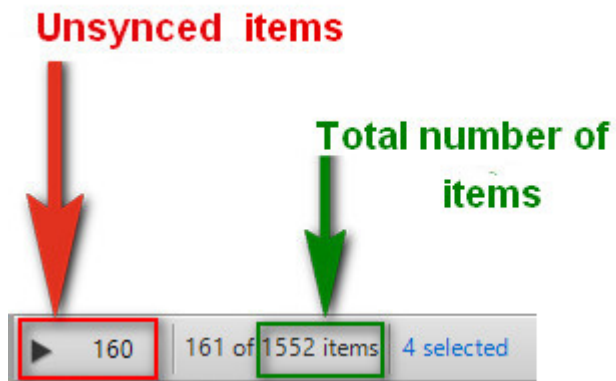 Unsynced items
Total number of
items
160 161 of 1552 items 4 selected